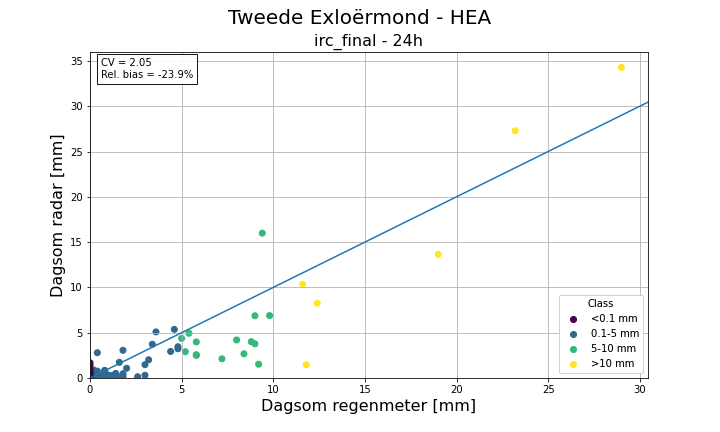 Tweede Exloërmond - HEA
irc_final - 24h
CV = 2.05
Rel. bias = -23.9%
Dagsom radar [mm]
35
30
25
20
15
10
5
0
0 5 10 15 20 25 30
Dagsom regenmeter [mm]
Class
<0.1 mm
0.1-5 mm
5-10 mm
>10 mm